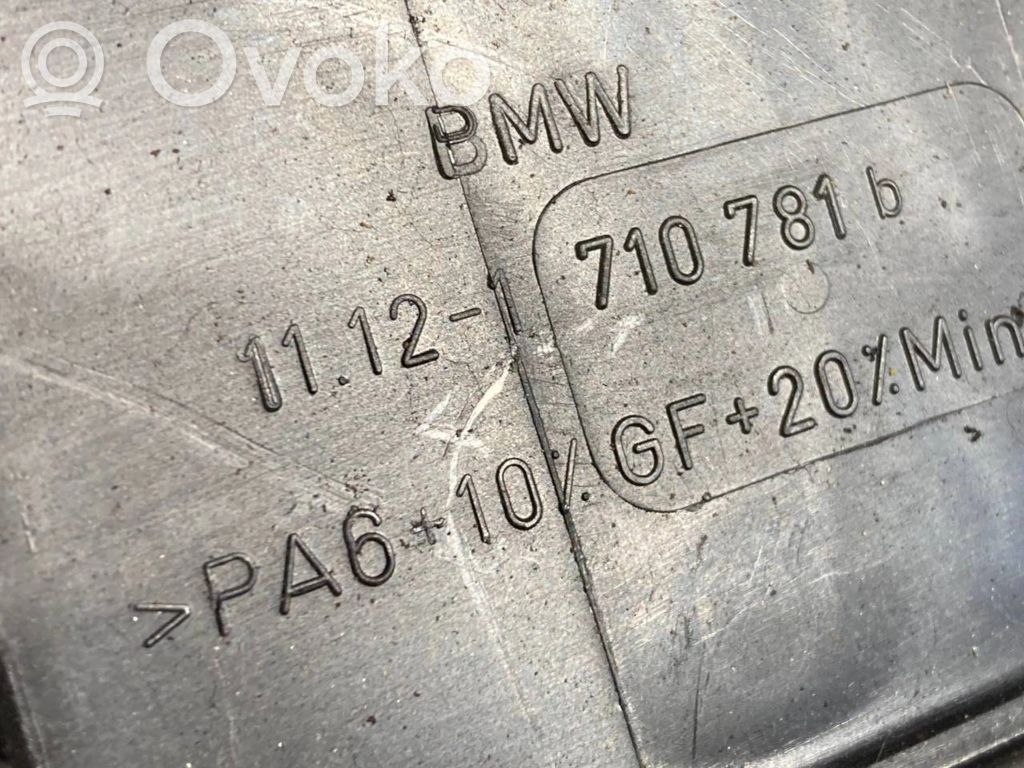 Ovoko
BMW
11.12-1 710 781 b
>PA6+10% GF+20%Min